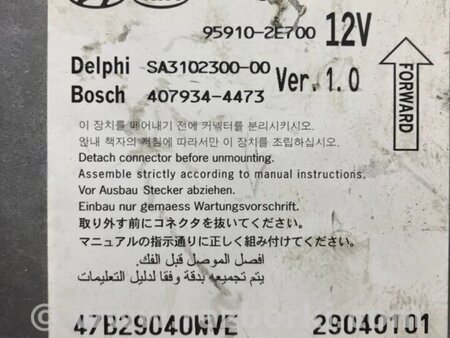 95910-2E700 12V
Delphi SA3102300-00
Bosch 407934-4473 Ver. 1.0
FORWARD
이 장치를 떼어내기 전에 커넥터를 분리시키시오.
안내 책자의 지침에 따라서만 이 장치를 조립하십시오.
Detach connector before unmounting.
Assemble strictly according to manual instructions.
Vor Ausbau Stecker abziehen.
Einbau nur gemaess Wartungsvorschrift.
取り外す前にコネクタを抜いてください。
マニュアルの指示通りに正しく組み付けてください。
افصل الموصل قبل الفك.
يتم تجميعه بدقة وفقا لدليل التعليمات
47B29040NVE 29040101